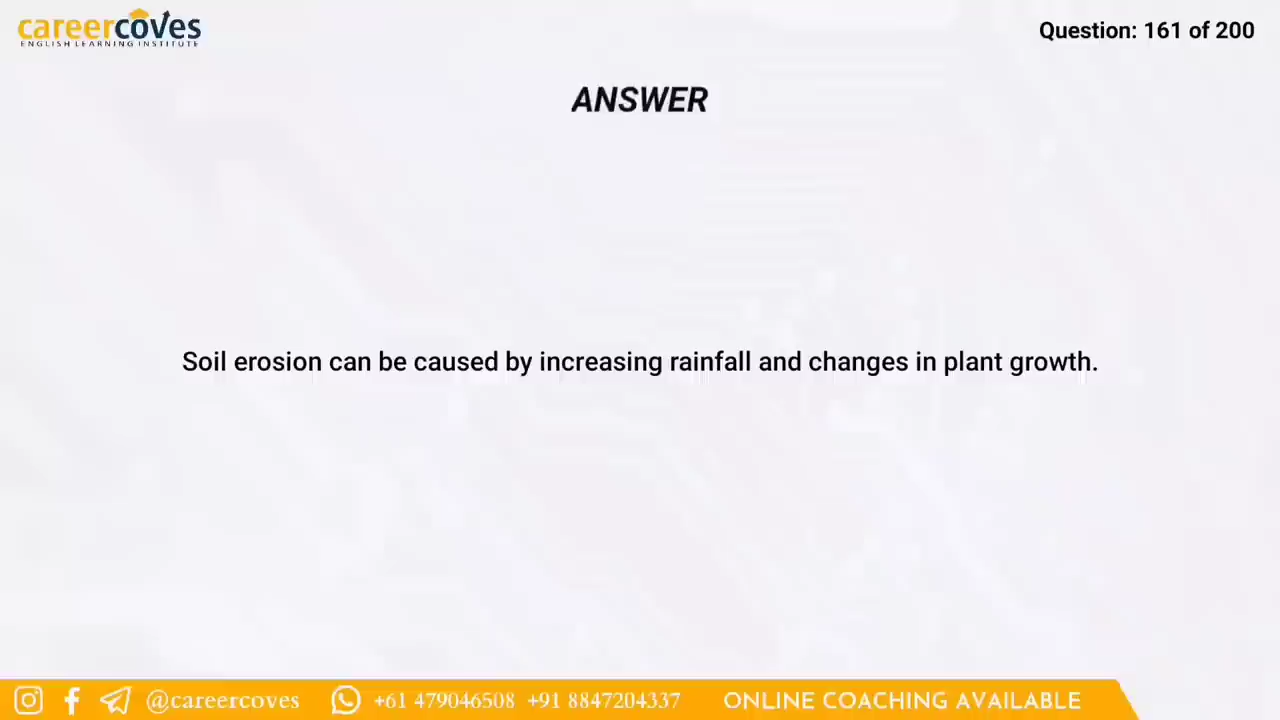 careercoves
ENGLISH LEARNING INSTITUTE
Question: 161 of 200
ANSWER
Soil erosion can be caused by increasing rainfall and changes in plant growth.
@careercoves +61 479046508 +91 8847204337 ONLINE COACHING AVAILABLE